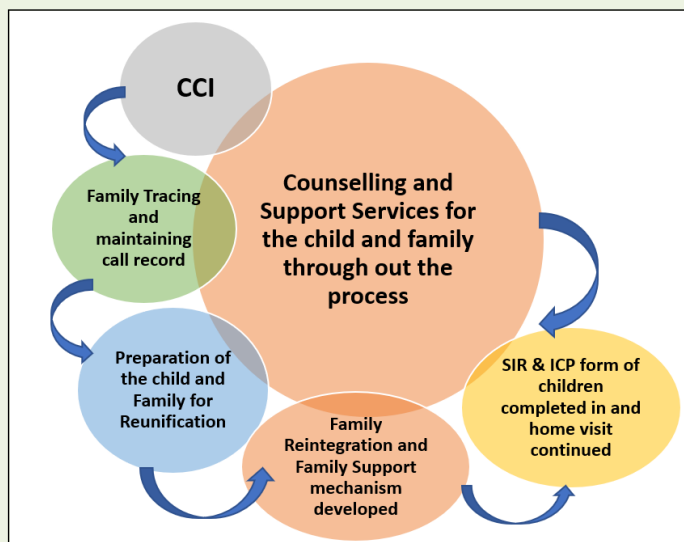 CCI
Counselling and
Support Services for
the child and family
through out the
process
Family Tracing
and
maintaining
call record
Preparation of
the child and
Family for
Reunification
Family
Reintegration and
Family Support
mechanism
developed
SIR & ICP form of
children
completed in and
home visit
continued